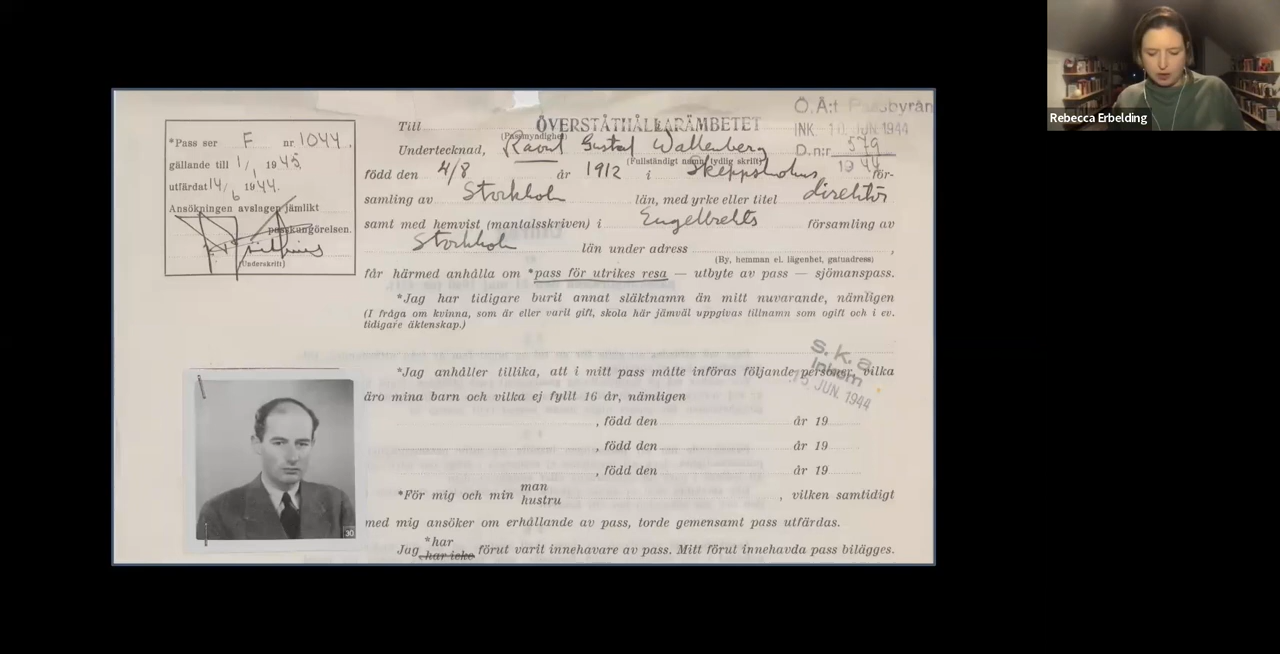 Rebecca Erbelding
*Pass ser F nr 1044.
gällande till 1/1 1945,
utfärdat 14/6 1944.
Ansökningen avslagen jämlikt
passkungörelsen.
(Underskrift)
Ö.Ä:t Passbyrån
INK. 10. JUN. 1944
D.n:r 579
1944
Till ÖVERSTÅTHÅLLARÄMBETET
(Passmyndighet)
Undertecknad, Raoul Gustaf Wallenberg
(Fullständigt namn, tydlig skrift)
född den 4/8 år 1912 i Skeppsholms för-
samling av Stockholm län, med yrke eller titel direktör
samt med hemvist (mantalsskriven) i Engelbrekts församling av
Stockholm län under adress ,
(By, hemman el. lägenhet, gatuadress)
får härmed anhålla om *pass för utrikes resa — utbyte av pass — sjömanspass.
*Jag har tidigare burit annat släktnamn än mitt nuvarande, nämligen
(I fråga om kvinna, som är eller varit gift, skola här jämväl uppgivas tillnamn som ogift och i ev.
tidigare äktenskap.)
s.k.a.
Inkom
15 JUN. 1944
*Jag anhåller tillika, att i mitt pass måtte införas följande personer, vilka
äro mina barn och vilka ej fyllt 16 år, nämligen
, född den år 19
, född den år 19
, född den år 19
*För mig och min man hustru , vilken samtidigt
med mig ansöker om erhållande av pass, torde gemensamt pass utfärdas.
Jag *har har icke förut varit innehavare av pass. Mitt förut innehavda pass bilägges.
30